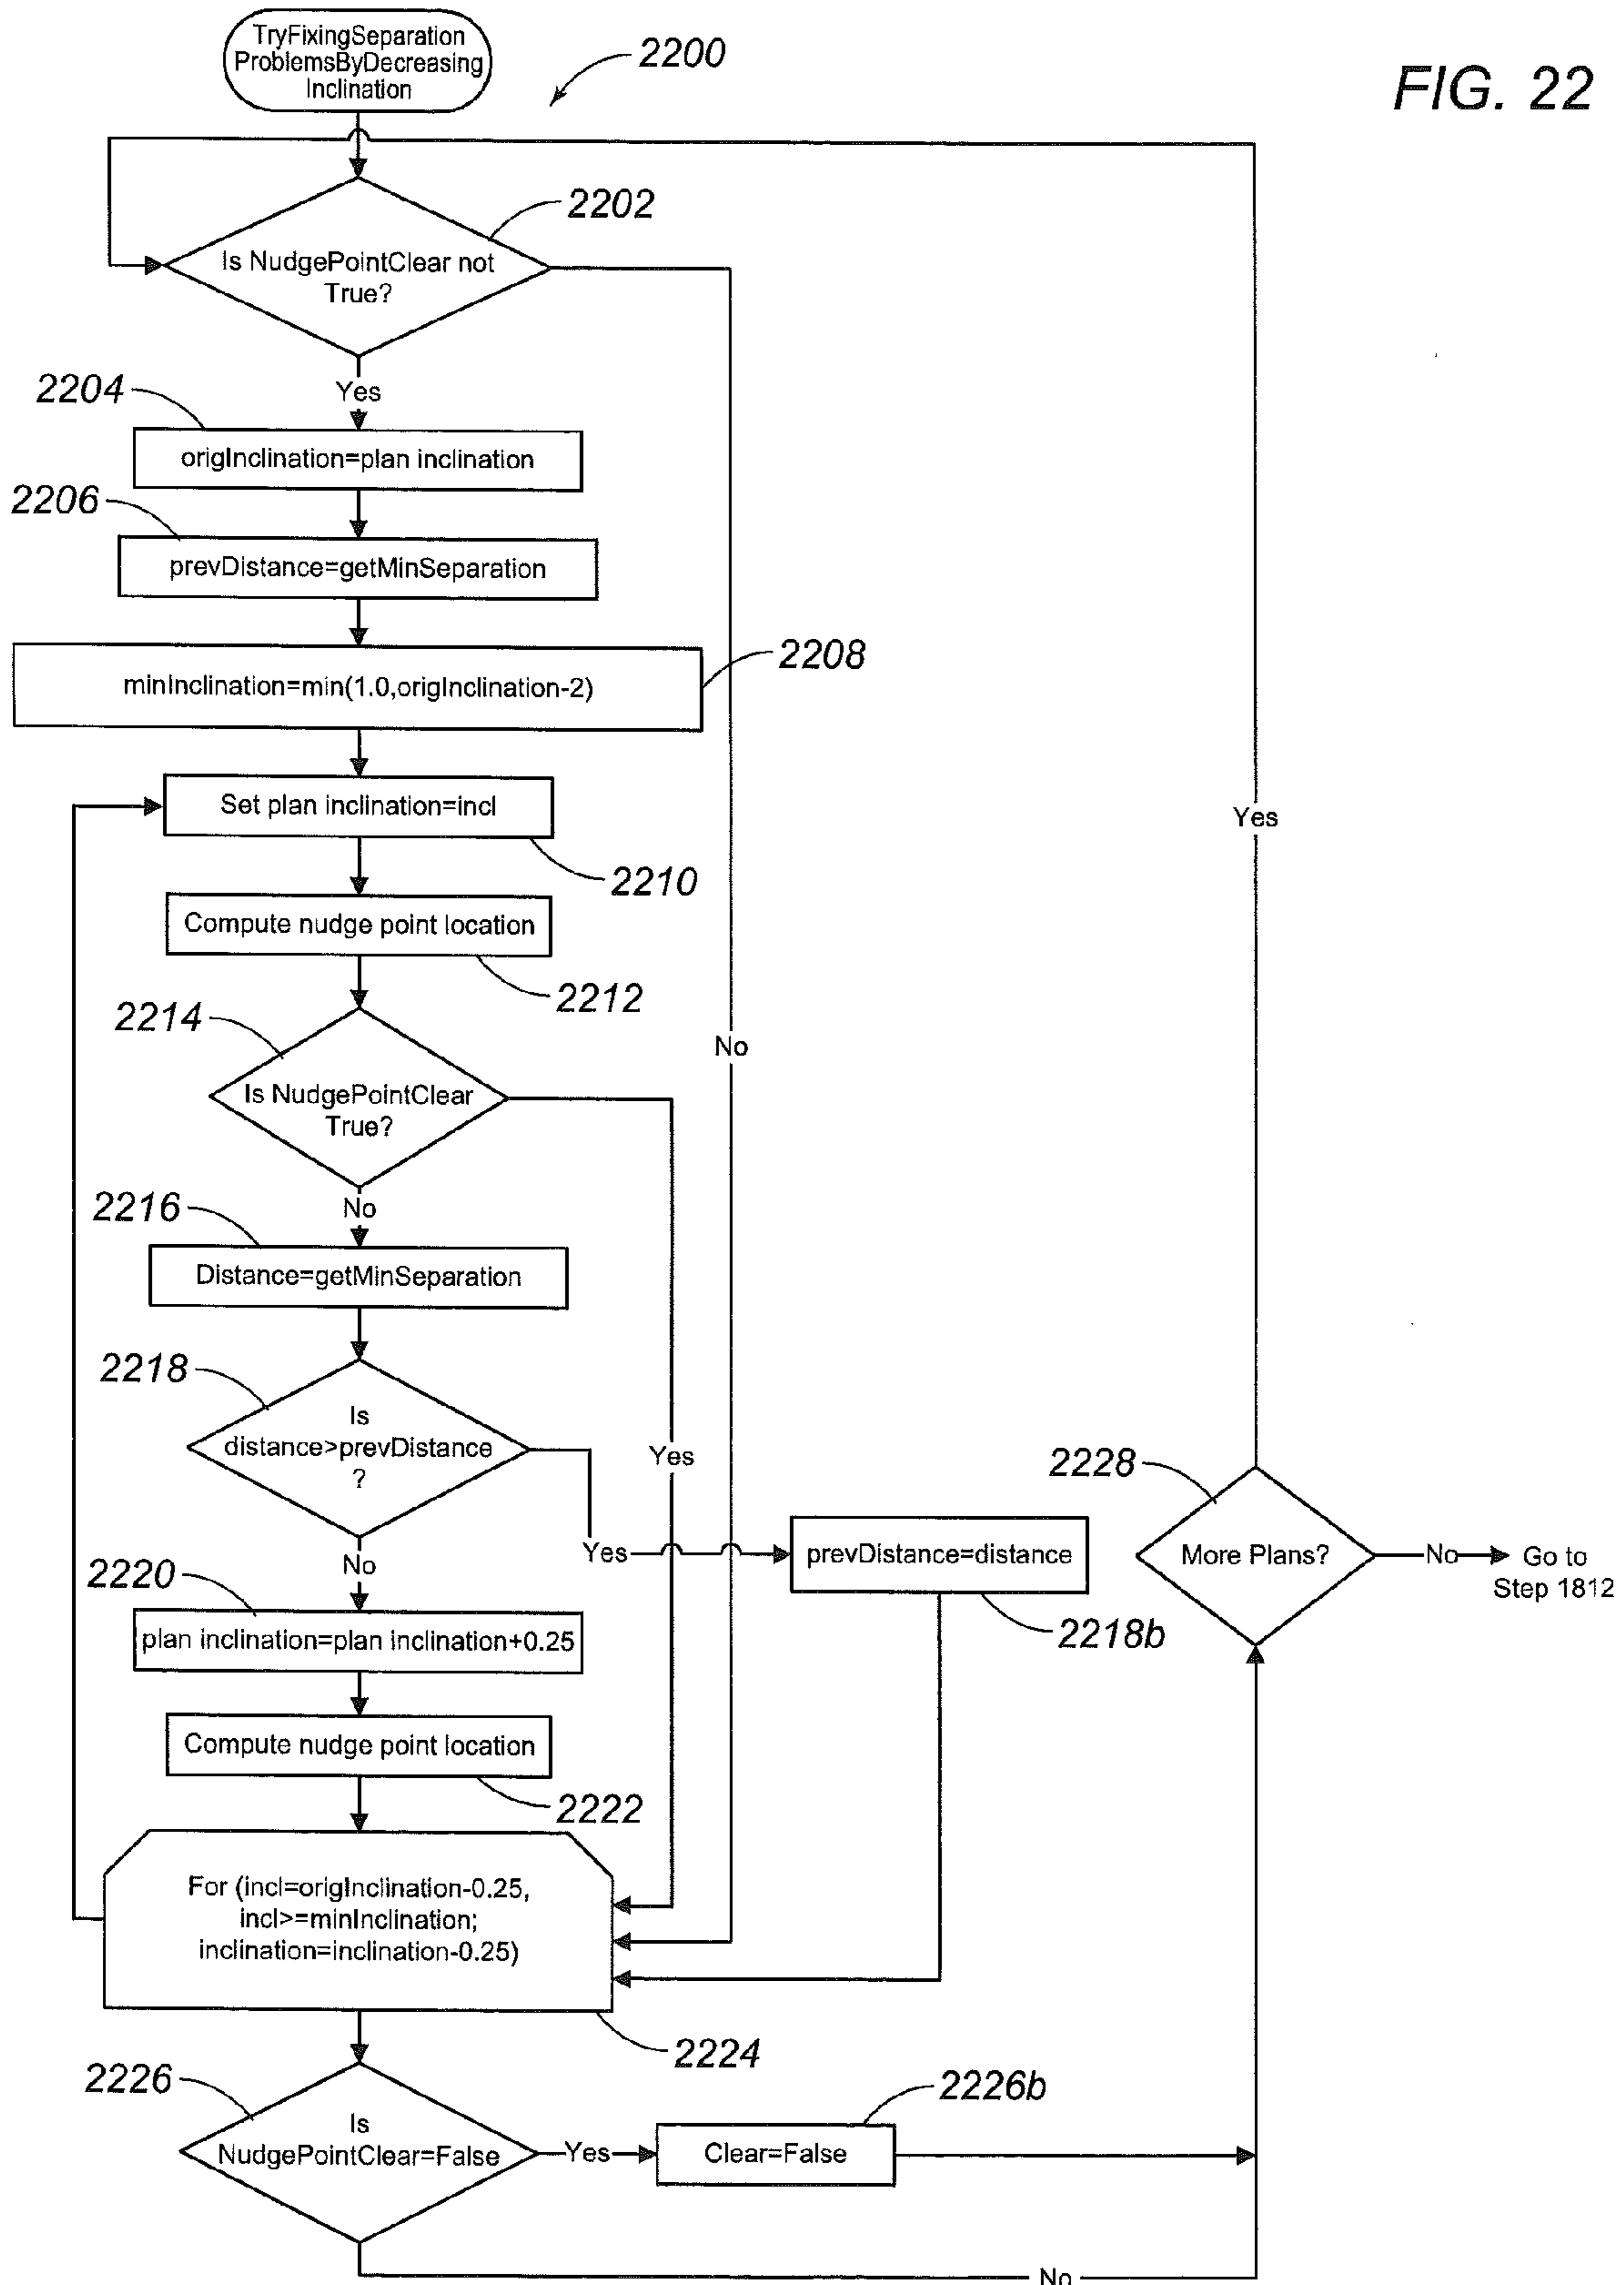 TryFixingSeparation
ProblemsByDecreasing
Inclination
2200
FIG. 22
2202
Is NudgePointClear not
True?
Yes
2204
origInclination=plan inclination
2206
prevDistance=getMinSeparation
2208
minInclination=min(1.0,origInclination-2)
Set plan inclination=incl
Yes
2210
Compute nudge point location
2212
2214
No
Is NudgePointClear
True?
No
2216
Distance=getMinSeparation
2218
Is
distance>prevDistance
?
Yes
2228
Yes
prevDistance=distance
More Plans?
No
Go to
Step 1812
No
2220
2218b
plan inclination=plan inclination+0.25
Compute nudge point location
2222
For (incl=origInclination-0.25,
incl>=minInclination;
inclination=inclination-0.25)
2224
2226
2226b
Is
NudgePointClear=False
Yes
Clear=False
No